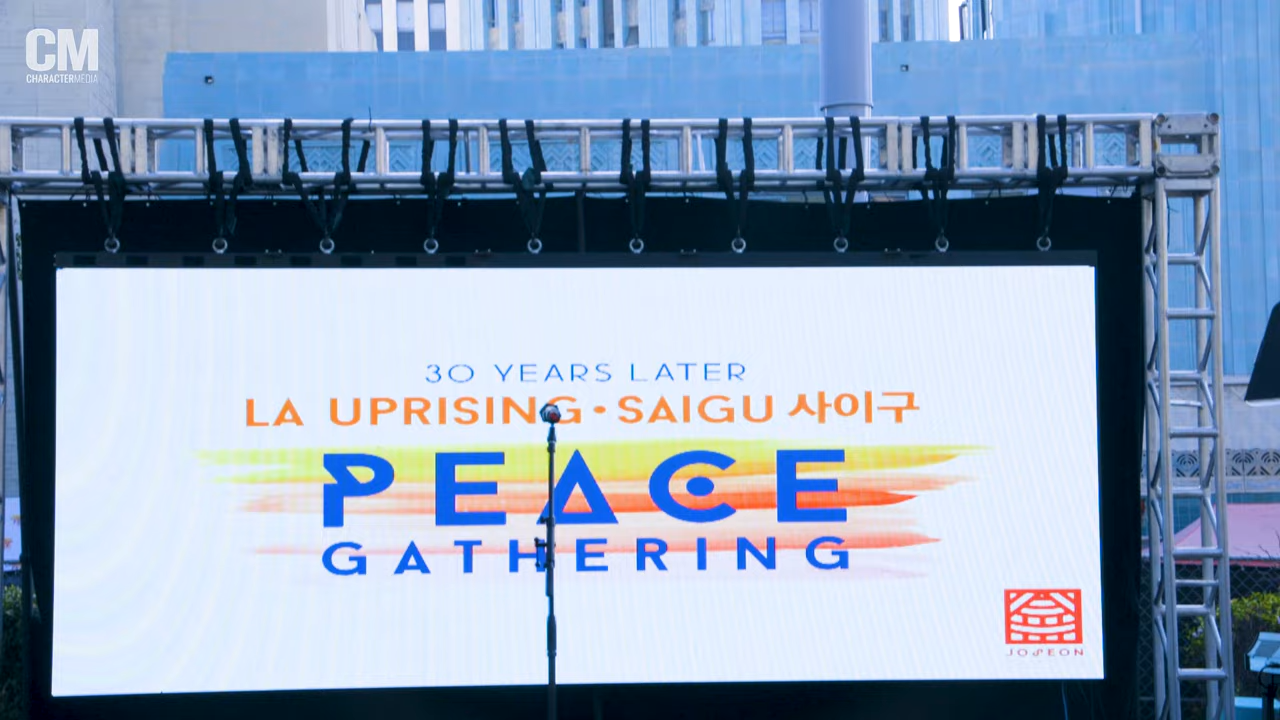 CM
CHARACTERMEDIA
30 YEARS LATER
LA UPRISING • SAIGU 사이구
PEACE
GATHERING
JOSEON